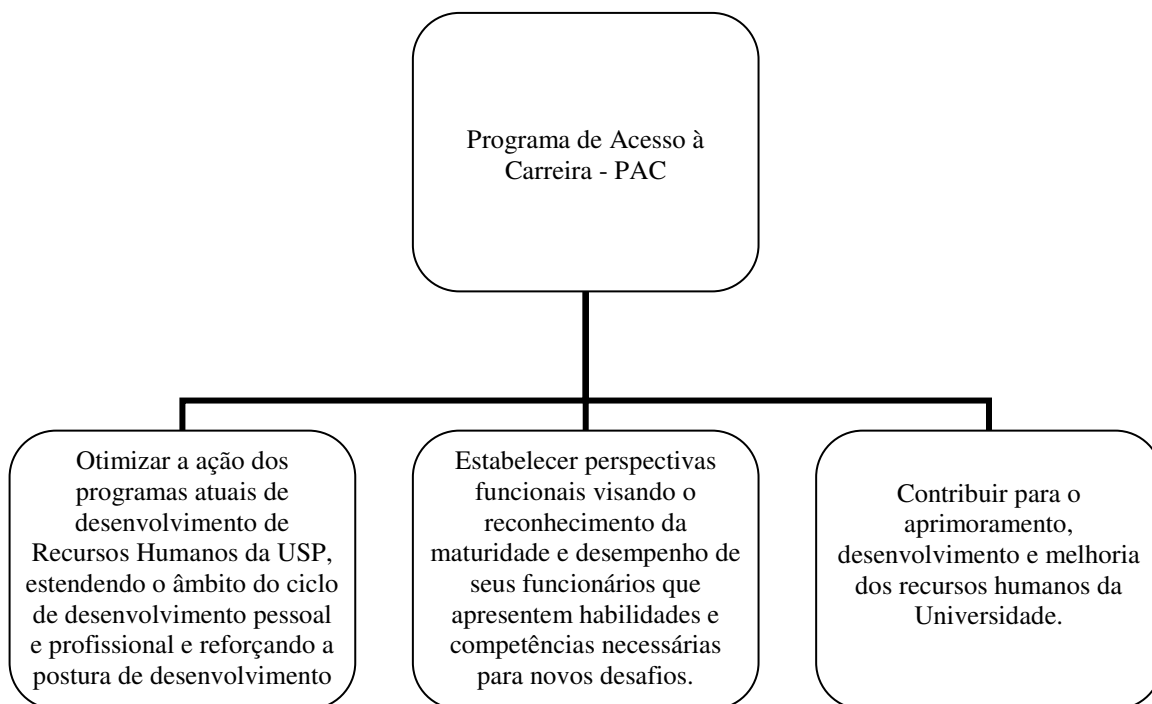 Programa de Acesso à
Carreira - PAC
Otimizar a ação dos
programas atuais de
desenvolvimento de
Recursos Humanos da USP,
estendendo o âmbito do ciclo
de desenvolvimento pessoal
e profissional e reforçando a
postura de desenvolvimento
Estabelecer perspectivas
funcionais visando o
reconhecimento da
maturidade e desempenho de
seus funcionários que
apresentem habilidades e
competências necessárias
para novos desafios.
Contribuir para o
aprimoramento,
desenvolvimento e melhoria
dos recursos humanos da
Universidade.